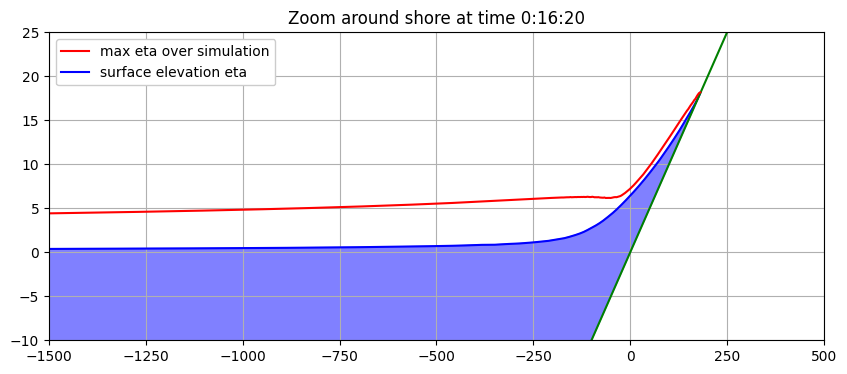 Zoom around shore at time 0:16:20
max eta over simulation
surface elevation eta
25
20
15
10
5
0
−5
−10
−1500 −1250 −1000 −750 −500 −250 0 250 500